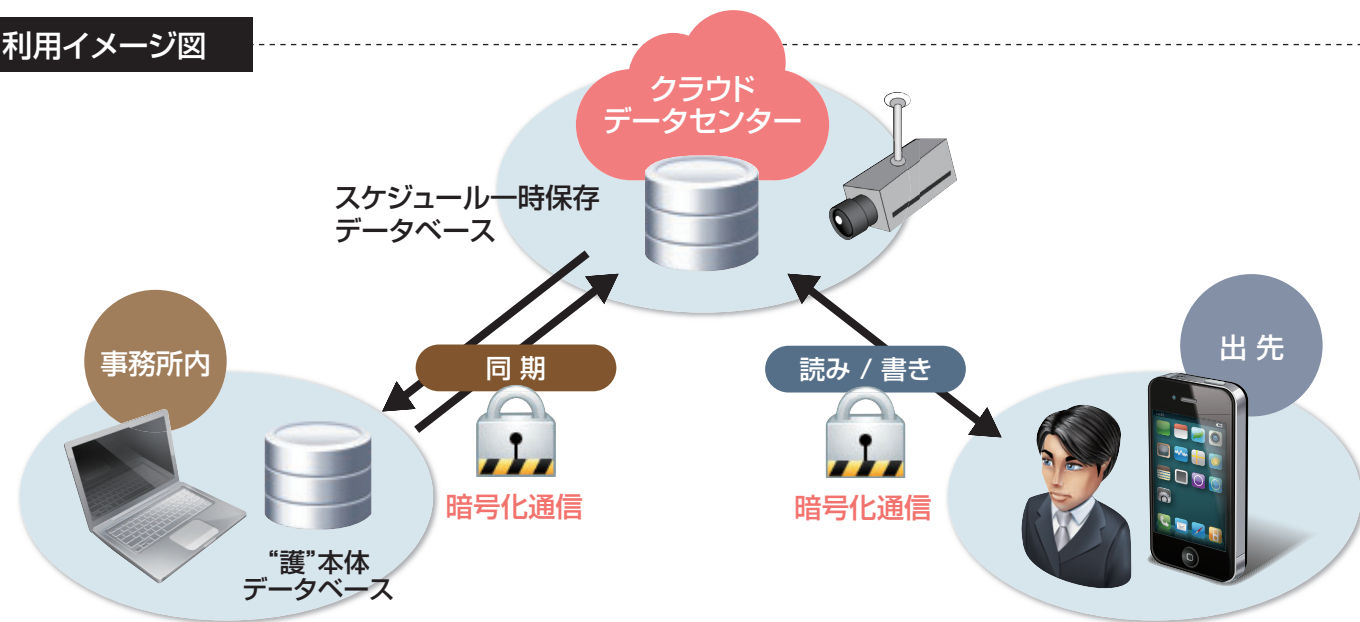 利用イメージ図
クラウド
データセンター
スケジュール一時保存
データベース
事務所内
同 期
読み / 書き
出 先
暗号化通信
暗号化通信
“護”本体
データベース